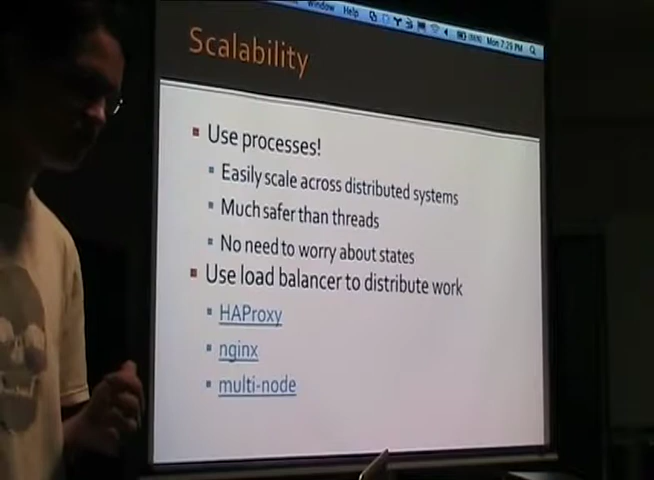 Window Help Mon 7:29 PM
Scalability
Use processes!
Easily scale across distributed systems
Much safer than threads
No need to worry about states
Use load balancer to distribute work
HAProxy
nginx
multi-node